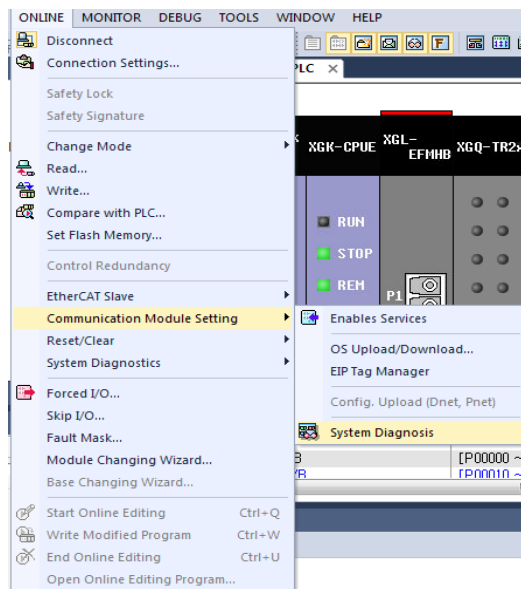 ONLINE MONITOR DEBUG TOOLS WINDOW HELP
Disconnect
Connection Settings...
PLC ×
Safety Lock
Safety Signature
Change Mode
Read...
Write...
Compare with PLC...
Set Flash Memory...
Control Redundancy
EtherCAT Slave
Communication Module Setting
Reset/Clear
System Diagnostics
Forced I/O...
Skip I/O...
Fault Mask...
Module Changing Wizard...
Base Changing Wizard...
Start Online Editing Ctrl+Q
Write Modified Program Ctrl+W
End Online Editing Ctrl+U
Open Online Editing Program...
XGK-CPUE XGL-EFMHB XGQ-TR2
RUN
STOP
REM
P1
Enables Services
OS Upload/Download...
EIP Tag Manager
Config. Upload (Dnet, Pnet)
System Diagnosis
[P00000 ~
[P00010 ~